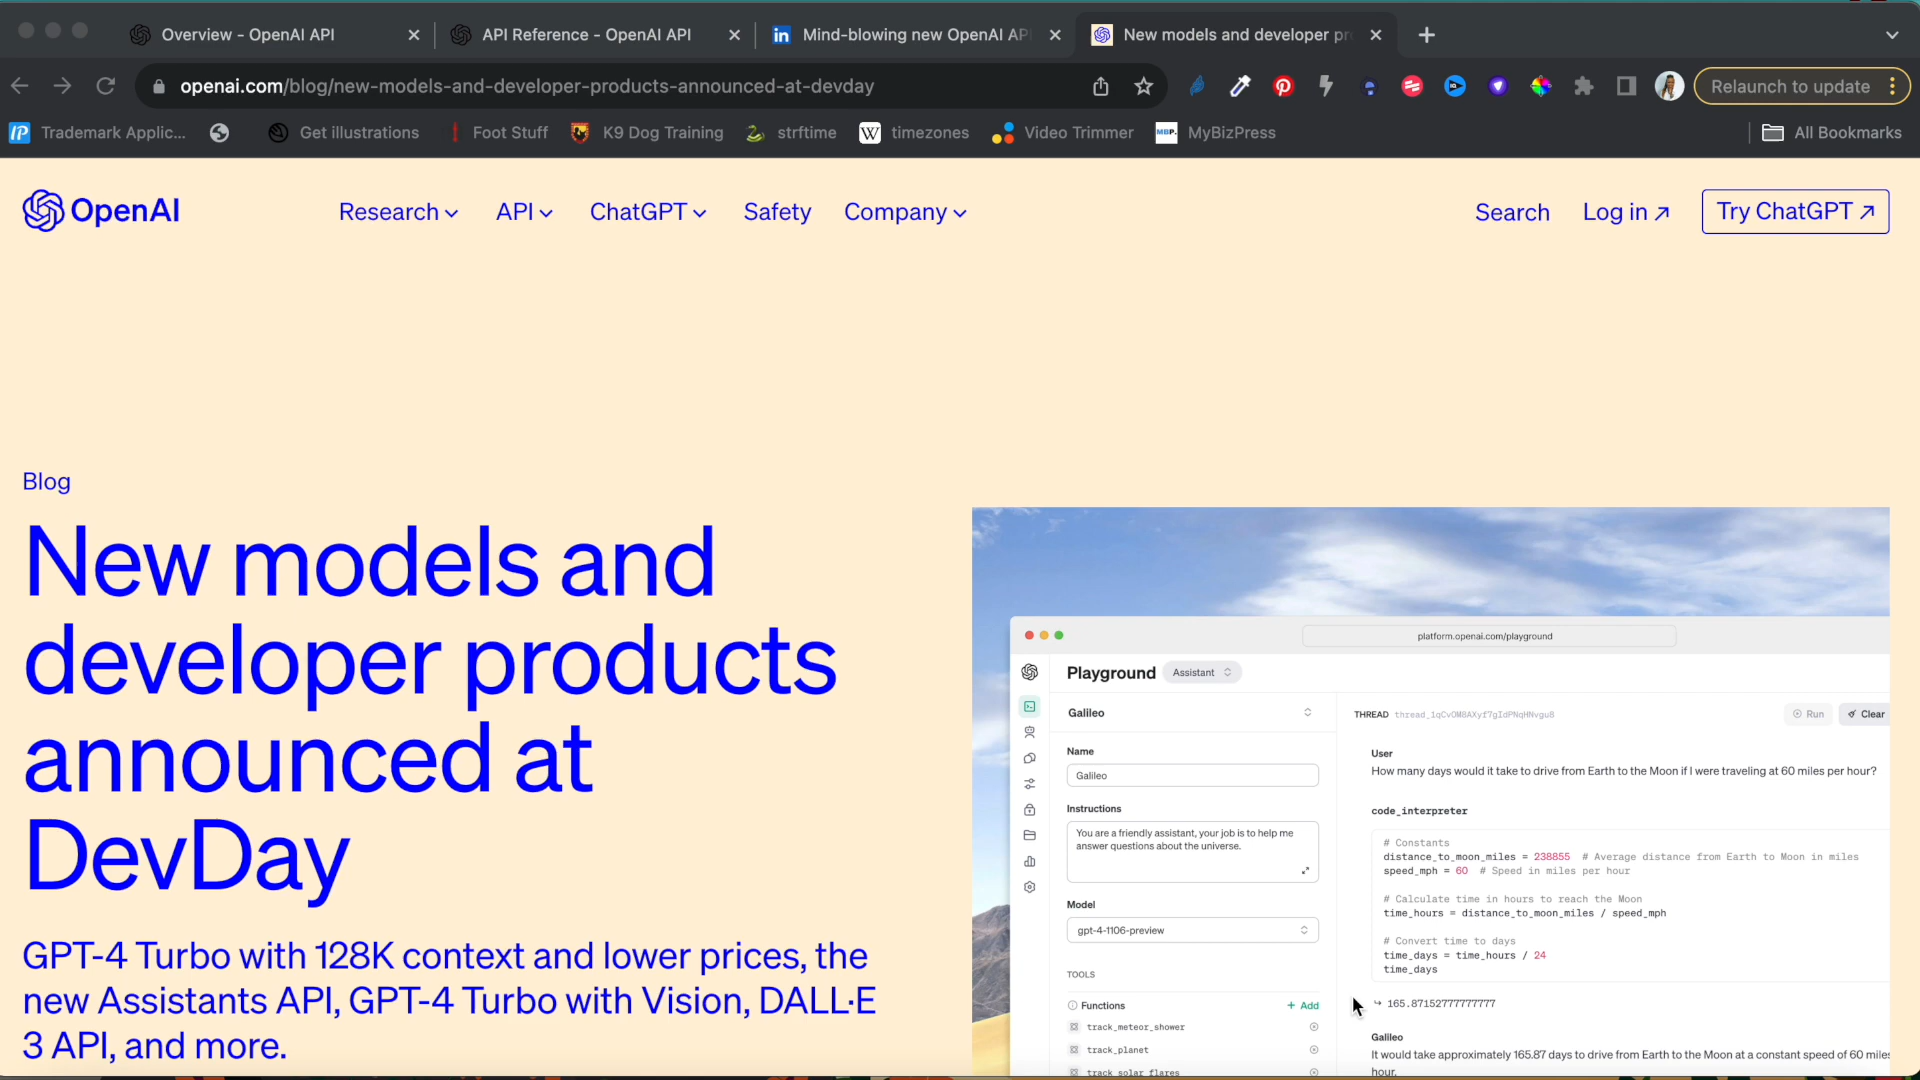 Overview - OpenAI API
API Reference - OpenAI API
in Mind-blowing new OpenAI AP
New models and developer pr
openai.com/blog/new-models-and-developer-products-announced-at-devday
Relaunch to update
IP Trademark Applic...
Get illustrations
Foot Stuff
K9 Dog Training
strftime
W timezones
Video Trimmer
MBP. MyBizPress
All Bookmarks
OpenAI
Research
API
ChatGPT
Safety
Company
Search
Log in ↗
Try ChatGPT ↗
Blog
New models and
developer products
announced at
DevDay
GPT-4 Turbo with 128K context and lower prices, the
new Assistants API, GPT-4 Turbo with Vision, DALL·E
3 API, and more.
platform.openai.com/playground
Playground
Assistant
Galileo
Name
Galileo
Instructions
You are a friendly assistant, your job is to help me
answer questions about the universe.
Model
gpt-4-1106-preview
TOOLS
Functions
+ Add
track_meteor_shower
track_planet
track_solar_flares
THREAD thread_1qCvOM8AXyf7gIdPNqHNvgu8
Run
Clear
User
How many days would it take to drive from Earth to the Moon if I were traveling at 60 miles per hour?
code_interpreter
# Constants
distance_to_moon_miles = 238855 # Average distance from Earth to Moon in miles
speed_mph = 60 # Speed in miles per hour
# Calculate time in hours to reach the Moon
time_hours = distance_to_moon_miles / speed_mph
# Convert time to days
time_days = time_hours / 24
time_days
165.87152777777777
Galileo
It would take approximately 165.87 days to drive from Earth to the Moon at a constant speed of 60 miles
hour.